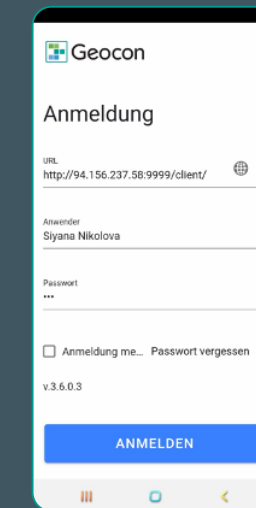 Geocon
Anmeldung
URL
http://94.156.237.58:9999/client/
Anwender
Siyana Nikolova
Passwort
•••
Anmeldung me... Passwort vergessen
v.3.6.0.3
ANMELDEN